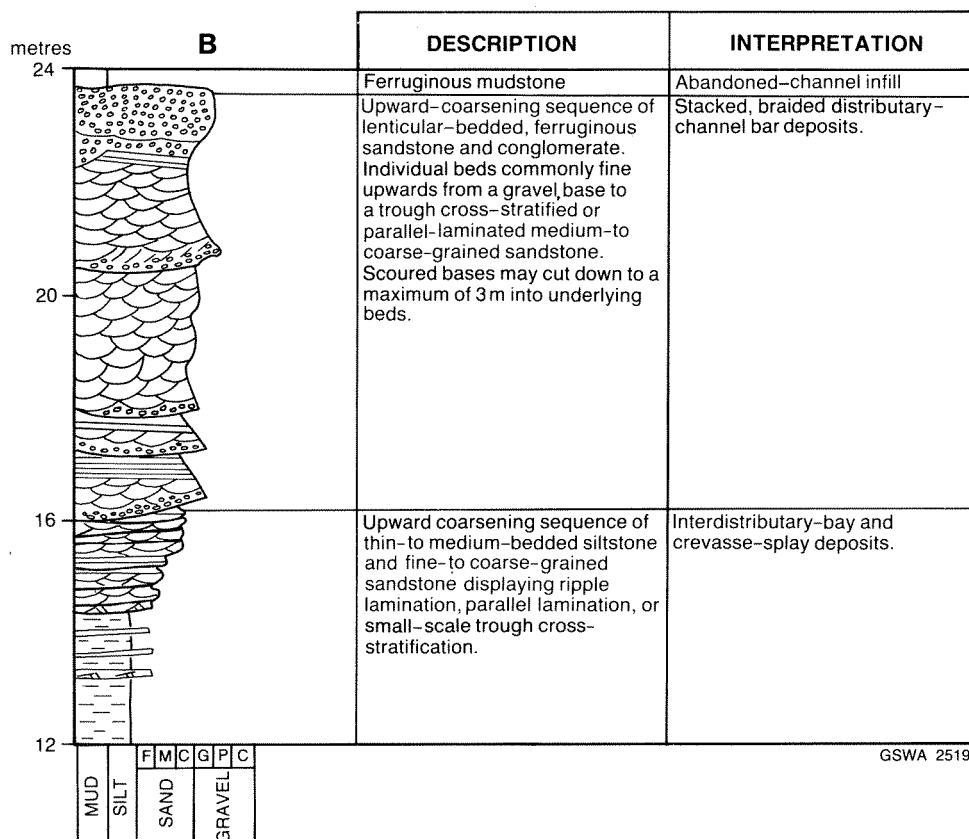 metres
B
DESCRIPTION
INTERPRETATION
24
Ferruginous mudstone
Abandoned–channel infill
Upward–coarsening sequence of
lenticular–bedded, ferruginous
sandstone and conglomerate.
Individual beds commonly fine
upwards from a gravel base to
a trough cross–stratified or
parallel–laminated medium–to
coarse–grained sandstone.
Scoured bases may cut down to a
maximum of 3 m into underlying
beds.
Stacked, braided distributary–
channel bar deposits.
20
16
Upward coarsening sequence of
thin–to medium–bedded siltstone
and fine–to coarse–grained
sandstone displaying ripple
lamination, parallel lamination, or
small–scale trough cross–
stratification.
Interdistributary–bay and
crevasse–splay deposits.
12
F M C G P C
MUD
SILT
SAND
GRAVEL
GSWA 2519